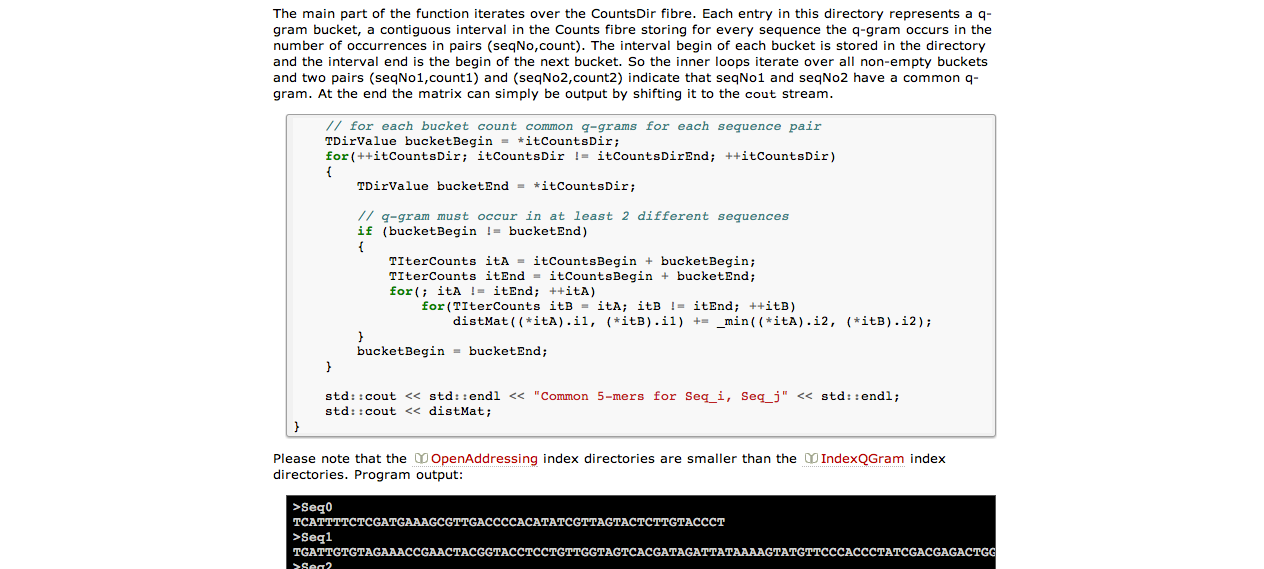 The main part of the function iterates over the CountsDir fibre. Each entry in this directory represents a q-
gram bucket, a contiguous interval in the Counts fibre storing for every sequence the q-gram occurs in the
number of occurrences in pairs (seqNo,count). The interval begin of each bucket is stored in the directory
and the interval end is the begin of the next bucket. So the inner loops iterate over all non-empty buckets
and two pairs (seqNo1,count1) and (seqNo2,count2) indicate that seqNo1 and seqNo2 have a common q-
gram. At the end the matrix can simply be output by shifting it to the cout stream.
// for each bucket count common q-grams for each sequence pair
TDirValue bucketBegin = *itCountsDir;
for(++itCountsDir; itCountsDir != itCountsDirEnd; ++itCountsDir)
{
TDirValue bucketEnd = *itCountsDir;
// q-gram must occur in at least 2 different sequences
if (bucketBegin != bucketEnd)
{
TIterCounts itA = itCountsBegin + bucketBegin;
TIterCounts itEnd = itCountsBegin + bucketEnd;
for(; itA != itEnd; ++itA)
for(TIterCounts itB = itA; itB != itEnd; ++itB)
distMat((*itA).i1, (*itB).i1) += _min((*itA).i2, (*itB).i2);
}
bucketBegin = bucketEnd;
}
std::cout << std::endl << "Common 5-mers for Seq_i, Seq_j" << std::endl;
std::cout << distMat;
}
Please note that the OpenAddressing index directories are smaller than the IndexQGram index
directories. Program output:
>Seq0
TCATTTTCTCGATGAAAGCGTTGACCCCACATATCGTTAGTACTCTTGTACCCT
>Seq1
TGATTGTGTAGAAACCGAACTACGGTACCTCCTGTTGGTAGTCACGATAGATTATAAAAGTATGTTCCCACCCTATCGACGAGACTGG
>Seq2